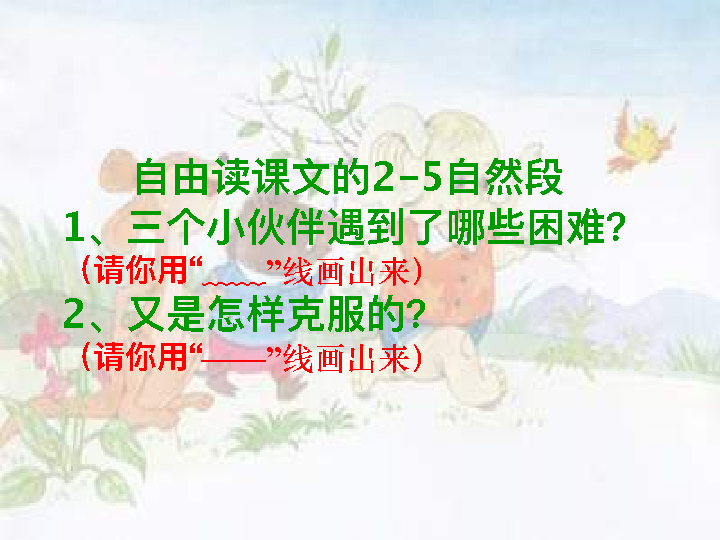 自由读课文的2-5自然段
1、三个小伙伴遇到了哪些困难?
（请你用“﹏﹏”线画出来）
2、又是怎样克服的?
（请你用“——”线画出来）